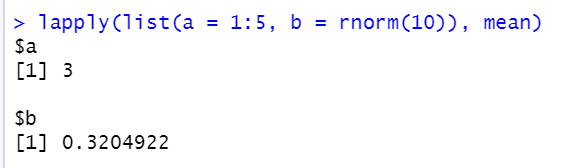 > lapply(list(a = 1:5, b = rnorm(10)), mean)
$a
[1] 3
$b
[1] 0.3204922